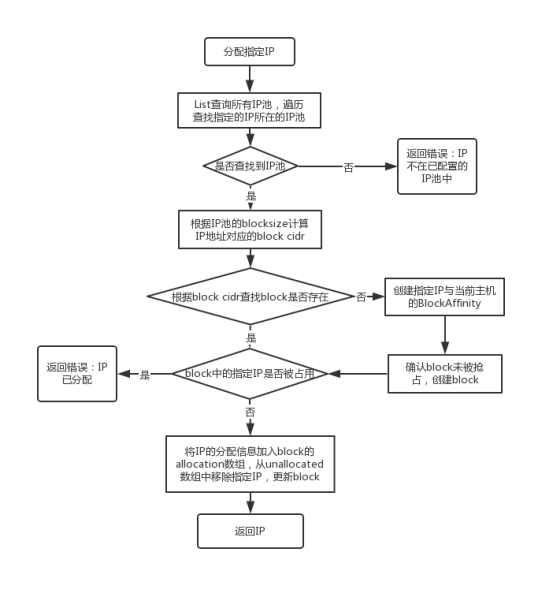 分配指定IP
List查询所有IP池，遍历
查找指定的IP所在的IP池
是否查找到IP池
否
返回错误：IP
不在已配置的
IP池中
是
根据IP池的blocksize计算
IP地址对应的block cidr
根据block cidr查找block是否存在
否
创建指定IP与当前主机
的BlockAffinity
是
确认block未被抢
占，创建block
block中的指定IP是否被占用
是
返回错误：IP
已分配
否
将IP的分配信息加入block的
allocation数组，从unallocated
数组中移除指定IP，更新block
返回IP